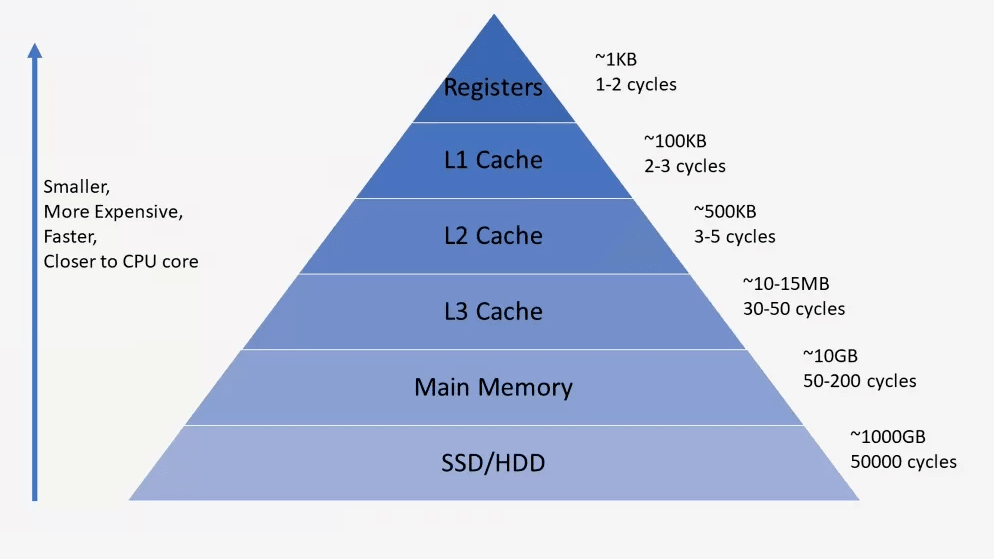 Registers
~1KB
1-2 cycles
L1 Cache
~100KB
2-3 cycles
Smaller,
More Expensive,
Faster,
Closer to CPU core
L2 Cache
~500KB
3-5 cycles
L3 Cache
~10-15MB
30-50 cycles
Main Memory
~10GB
50-200 cycles
SSD/HDD
~1000GB
50000 cycles